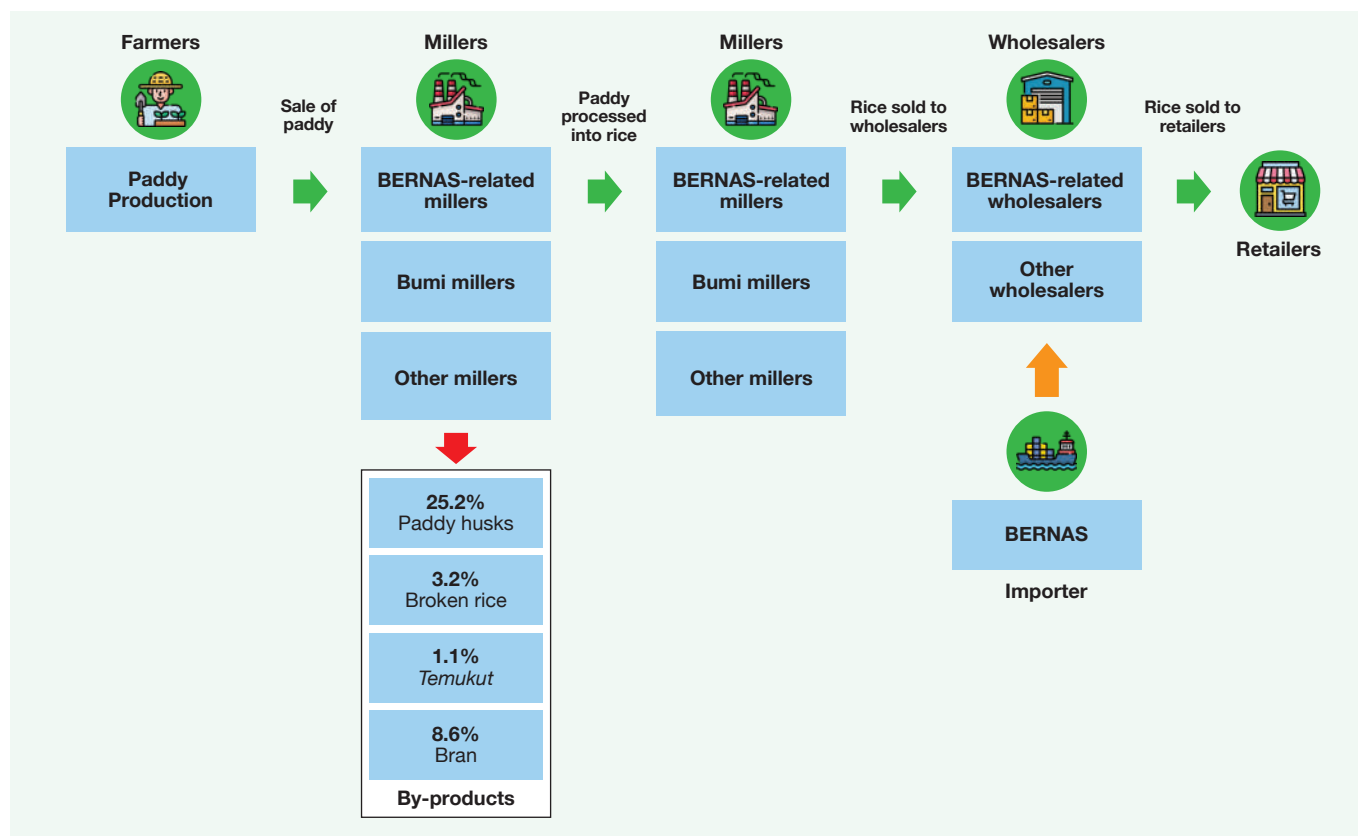 Farmers
Paddy
Production
Sale of
paddy
Millers
BERNAS-related
millers
Bumi millers
Other millers
25.2%
Paddy husks
3.2%
Broken rice
1.1%
Temukut
8.6%
Bran
By-products
Paddy
processed
into rice
Millers
BERNAS-related
millers
Bumi millers
Other millers
Rice sold to
wholesalers
Wholesalers
BERNAS-related
wholesalers
Other
wholesalers
BERNAS
Importer
Rice sold to
retailers
Retailers